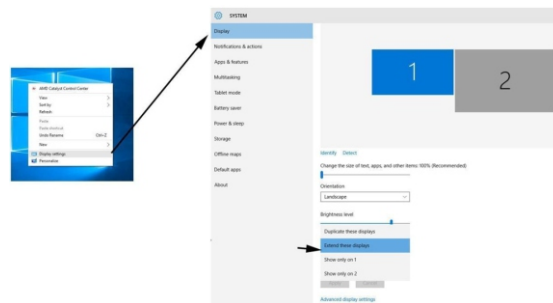 AMD Catalyst Control Center
View
Sort by
Refresh
Paste
Paste shortcut
Undo Rename Ctrl+Z
New
Display settings
Personalize
SYSTEM
Display
Notifications & actions
Apps & features
Multitasking
Tablet mode
Battery saver
Power & sleep
Storage
Offline maps
Default apps
About
1
2
Identify Detect
Change the size of text, apps, and other items: 100% (Recommended)
Orientation
Landscape
Brightness level
Duplicate these displays
Extend these displays
Show only on 1
Show only on 2
Apply Cancel
Advanced display settings